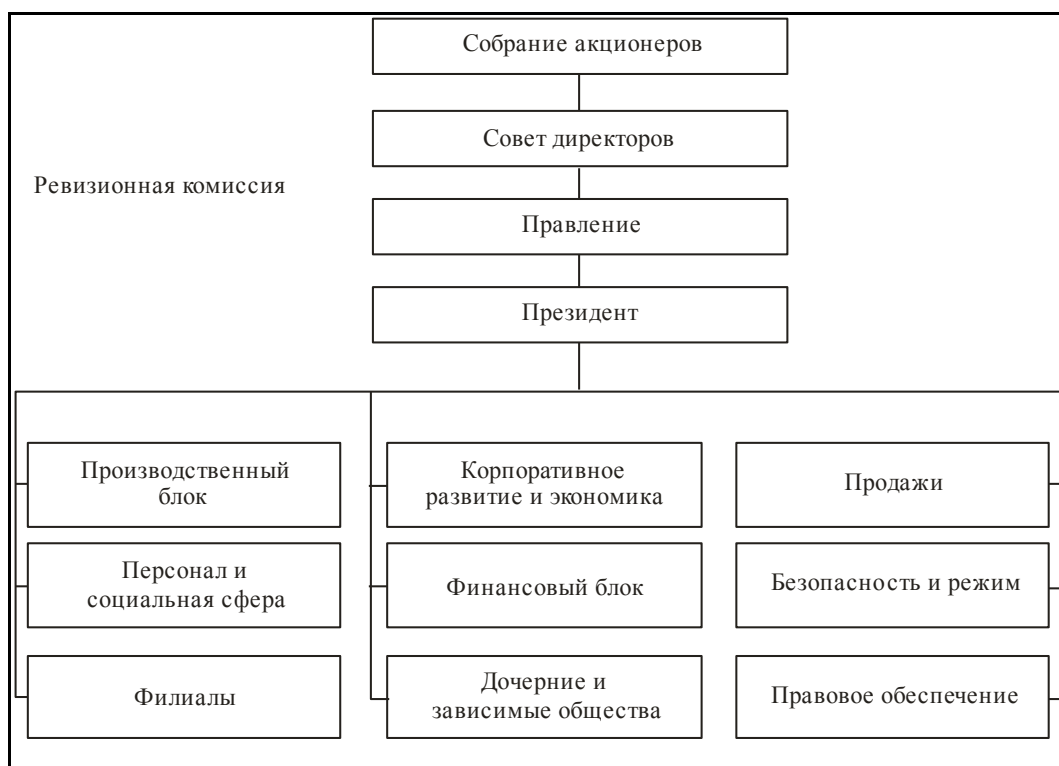 Собрание акционеров
Совет директоров
Ревизионная комиссия
Правление
Президент
Производственный
блок
Корпоративное
развитие и экономика
Продажи
Персонал и
социальная сфера
Финансовый блок
Безопасность и режим
Филиалы
Дочерние и
зависимые общества
Правовое обеспечение